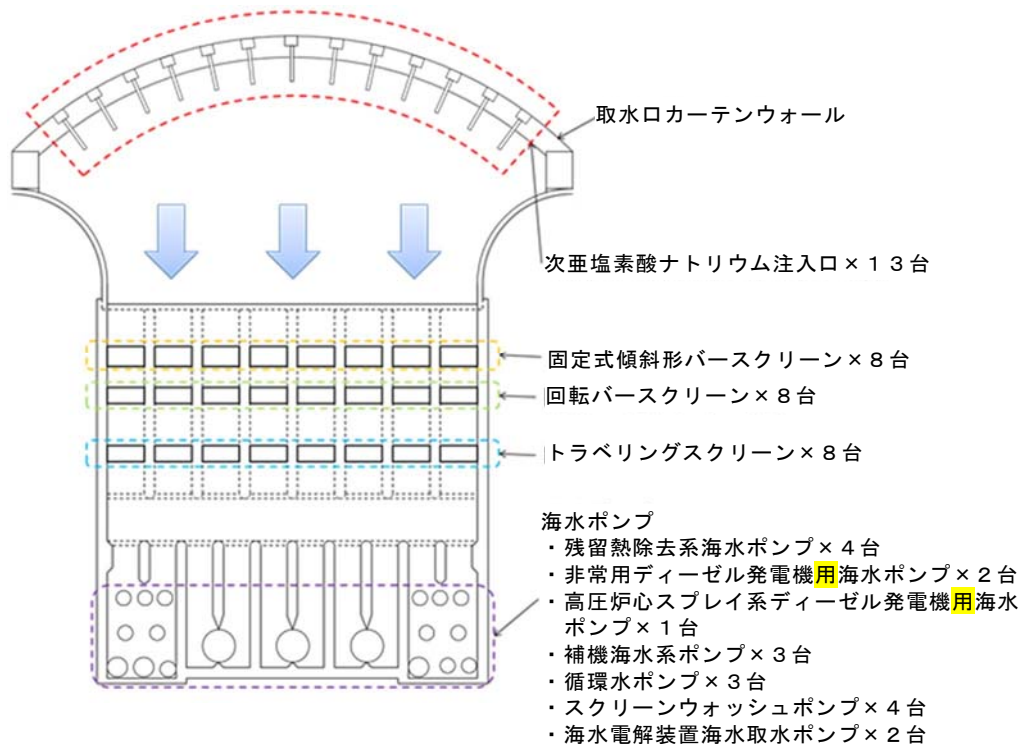 取水口カーテンウォール
次亜塩素酸ナトリウム注入口×１３台
固定式傾斜形バースクリーン×８台
回転バースクリーン×８台
トラベリングスクリーン×８台
海水ポンプ
・残留熱除去系海水ポンプ×４台
・非常用ディーゼル発電機用海水ポンプ×２台
・高圧炉心スプレイ系ディーゼル発電機用海水
ポンプ×１台
・補機海水系ポンプ×３台
・循環水ポンプ×３台
・スクリーンウォッシュポンプ×４台
・海水電解装置海水取水ポンプ×２台